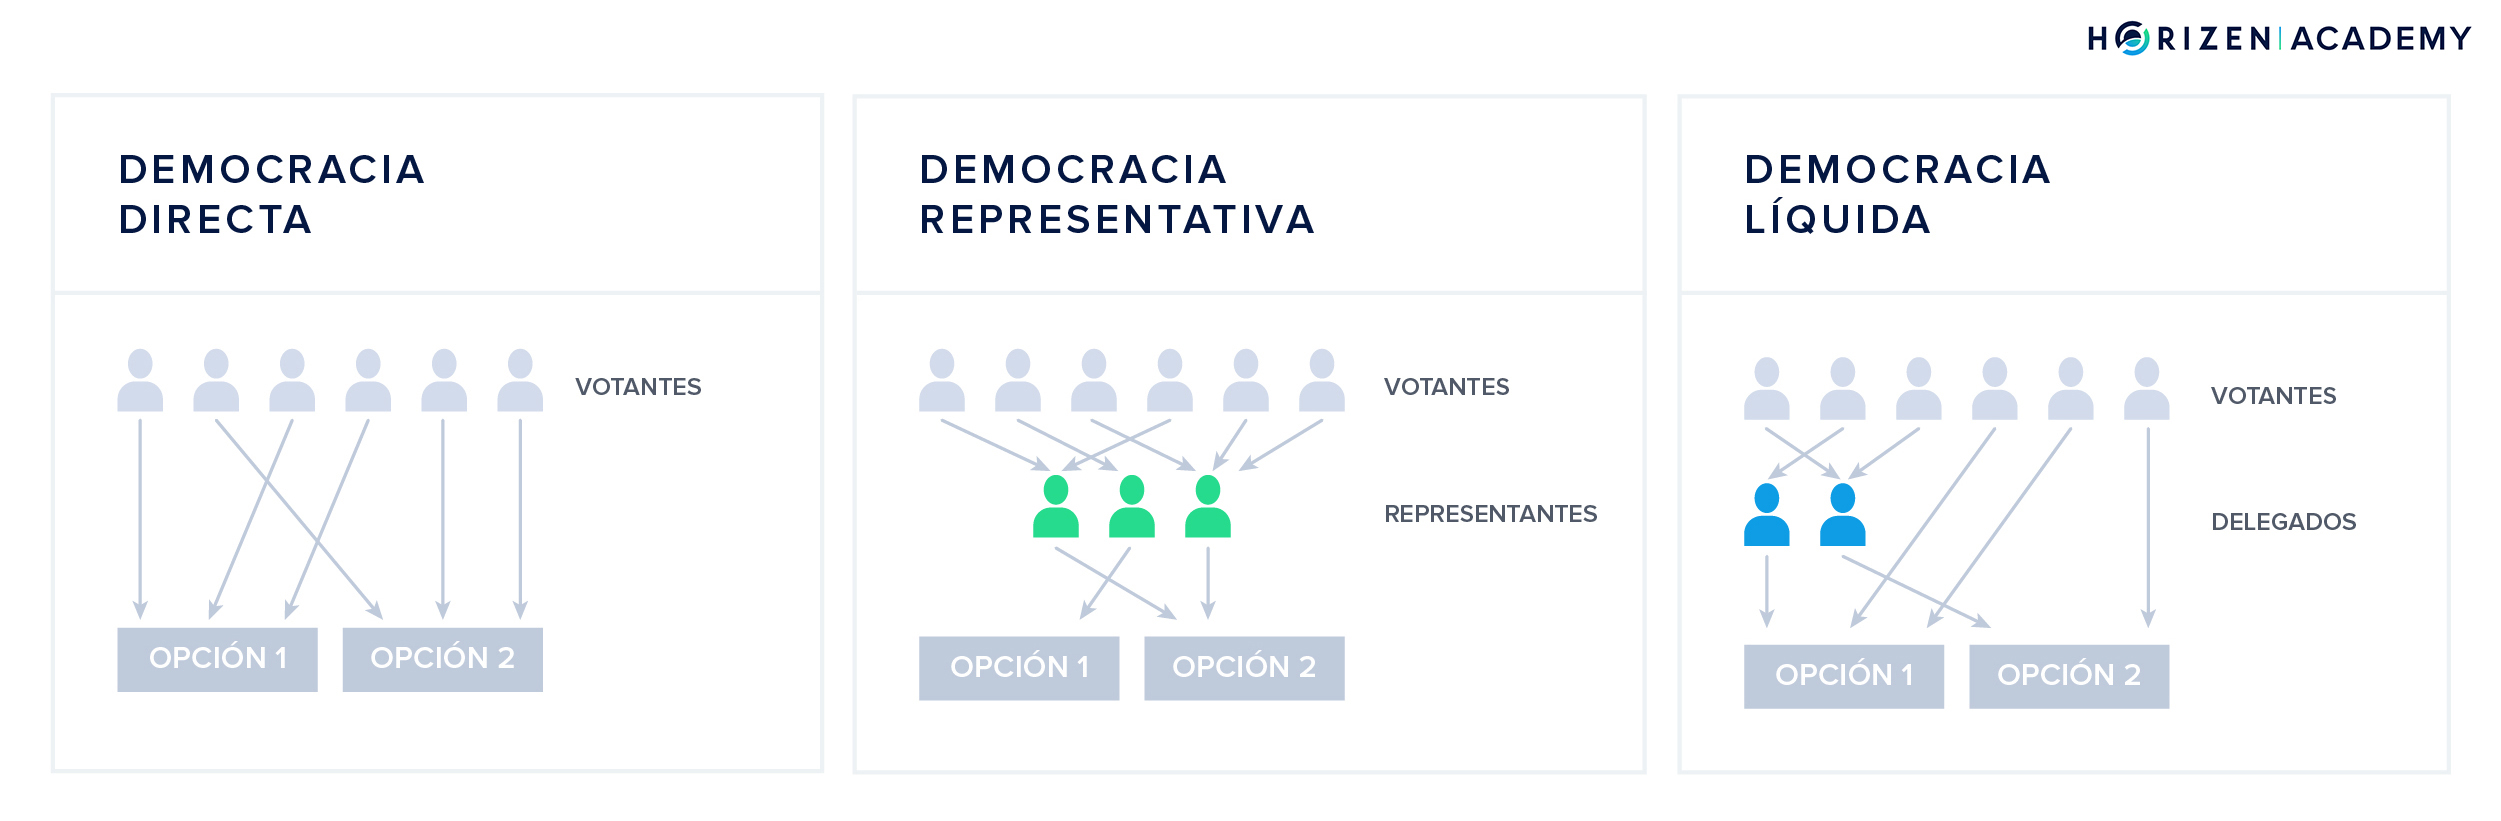 HORIZEN|ACADEMY
DEMOCRACIA
DIRECTA
VOTANTES
OPCIÓN 1
OPCIÓN 2
DEMOCRACIA
REPRESENTATIVA
VOTANTES
REPRESENTANTES
OPCIÓN 1
OPCIÓN 2
DEMOCRACIA
LÍQUIDA
VOTANTES
DELEGADOS
OPCIÓN 1
OPCIÓN 2